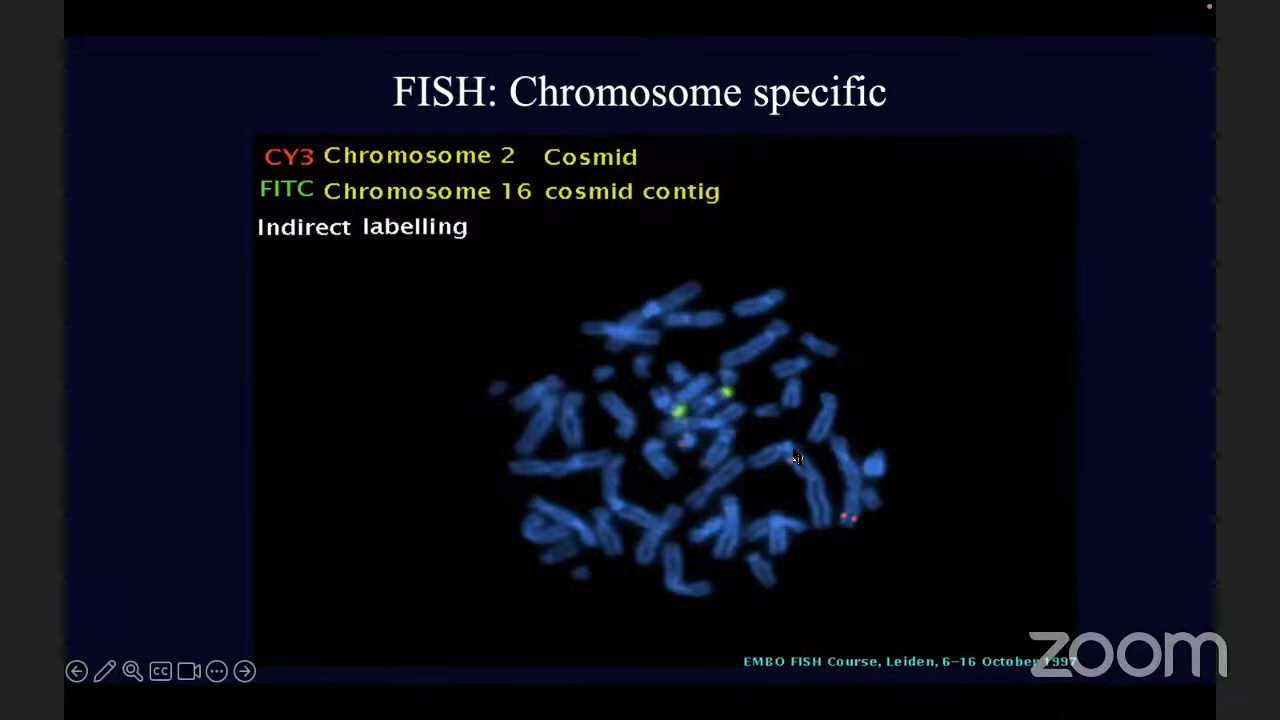 FISH: Chromosome specific
CY3 Chromosome 2 Cosmid
FITC Chromosome 16 cosmid contig
Indirect labelling
EMBO FISH Course, Leiden, 6-16 October 1997
zoom
CC